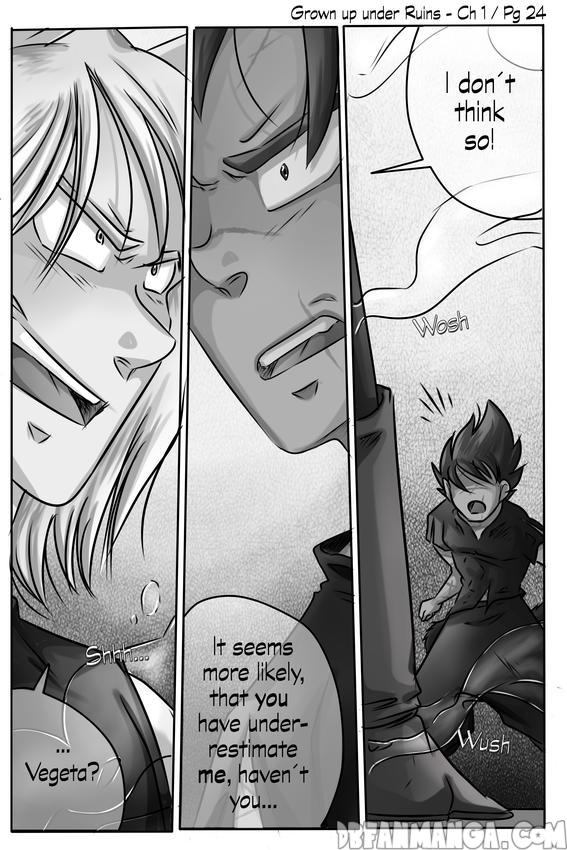 Grown up under Ruins - Ch 1 / Pg 24
I don´t
think
so!
Wosh
Shhh...
...
Vegeta?
It seems
more likely,
that you
have under-
restimate
me, haven´t
you...
Wush
DBFANMANGA.COM